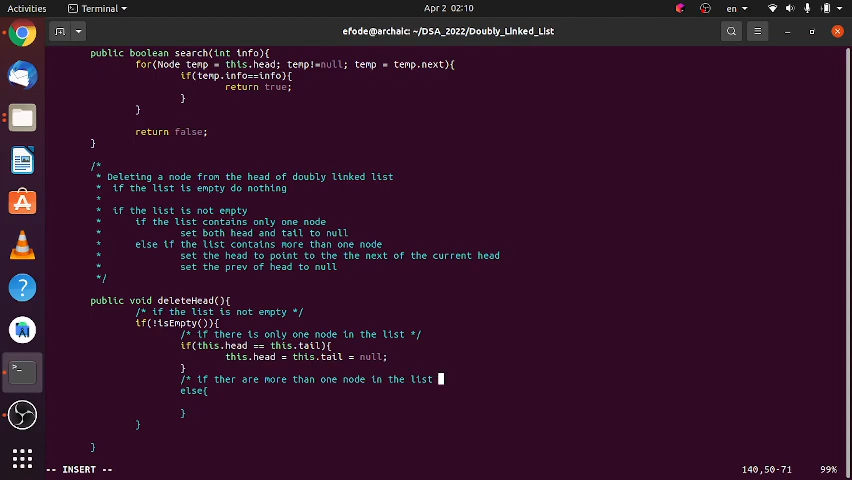 Activities
Terminal
Apr 2 02:10
en
efode@archaic: ~/DSA_2022/Doubly_Linked_List
public boolean search(int info){
for(Node temp = this.head; temp!=null; temp = temp.next){
if(temp.info==info){
return true;
}
}
return false;
}
/*
* Deleting a node from the head of doubly linked list
*  if the list is empty do nothing
*
*  if the list is not empty
*      if the list contains only one node
*              set both head and tail to null
*      else if the list contains more than one node
*              set the head to point to the the next of the current head
*              set the prev of head to null
*/
public void deleteHead(){
/* if the list is not empty */
if(!isEmpty()){
/* if there is only one node in the list */
if(this.head == this.tail){
this.head = this.tail = null;
}
/* if ther are more than one node in the list
else{
}
}
}
-- INSERT --
140,50-71
99%